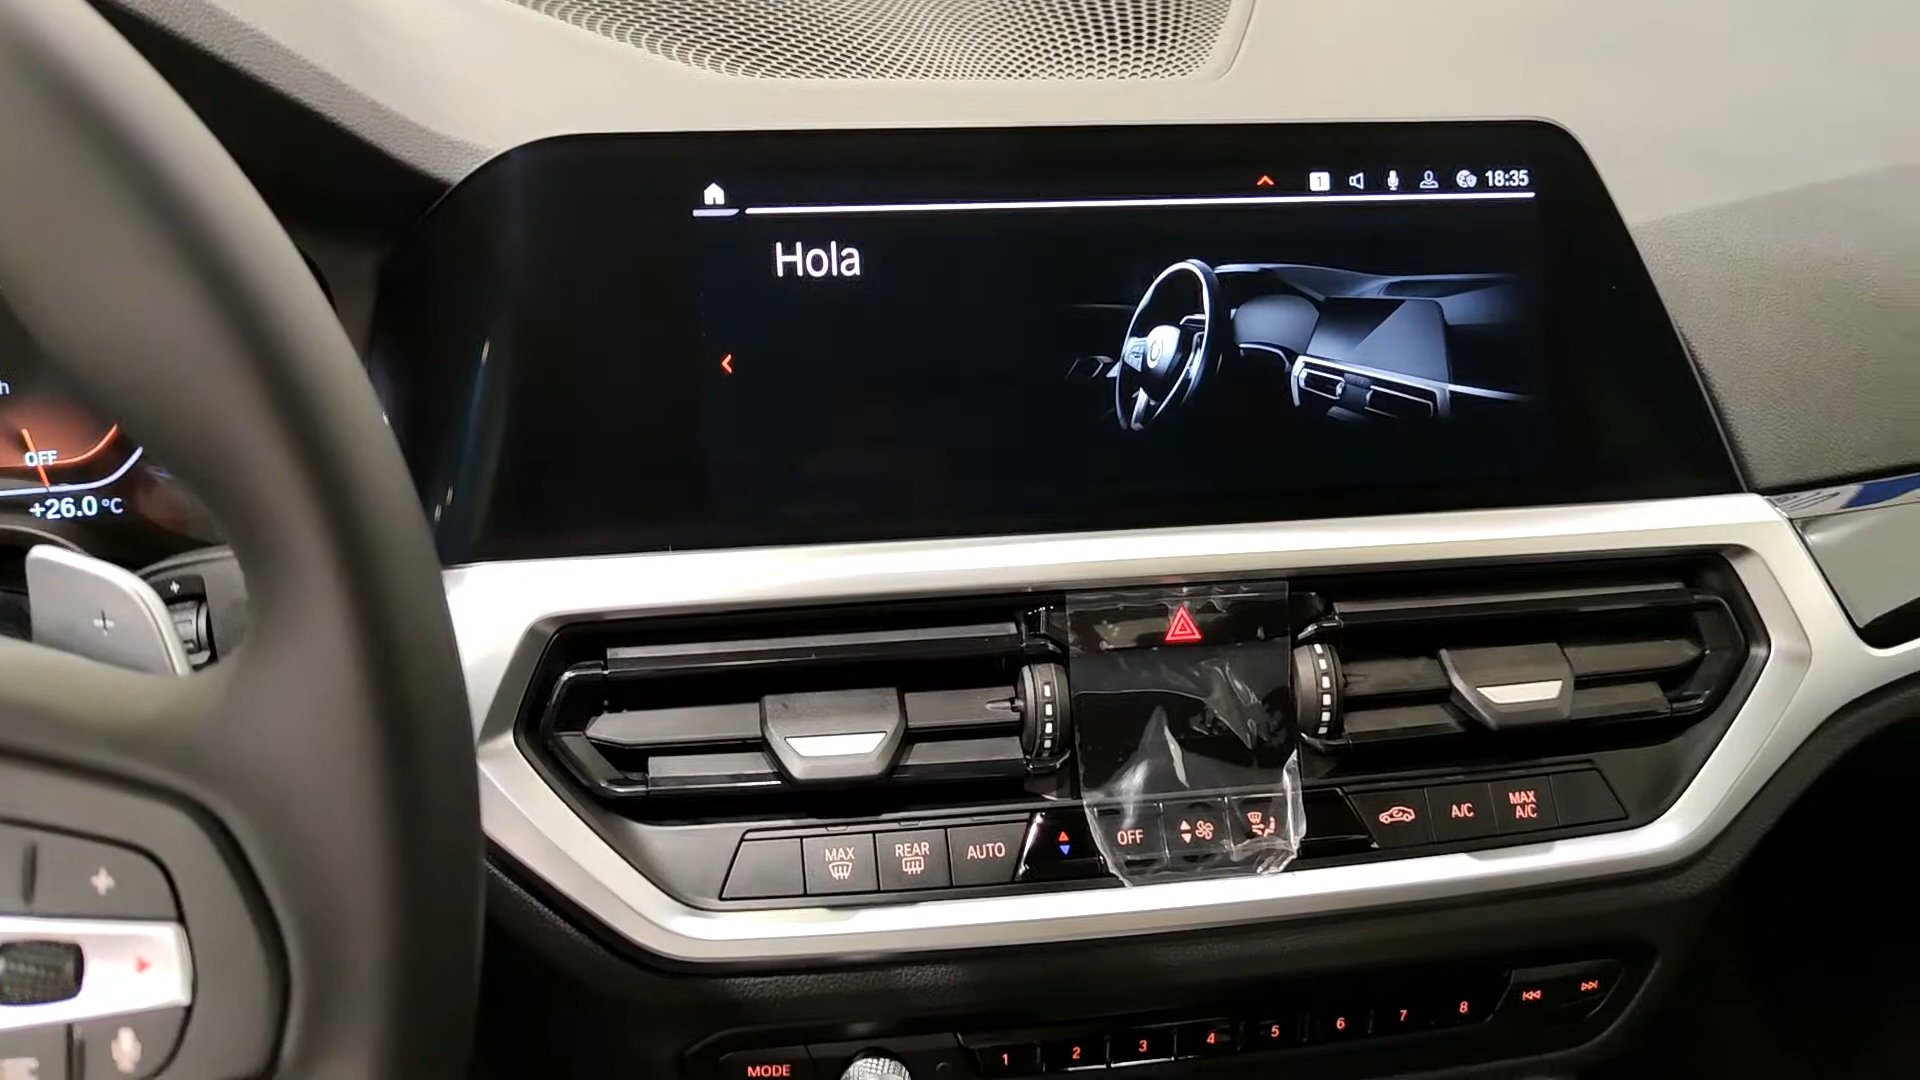 1 18:35
Hola
h
OFF
+26.0 °C
+
+
OFF
MAX
REAR
AUTO
A/C
MAX
A/C
+
MODE
1 2 3 4 5 6 7 8